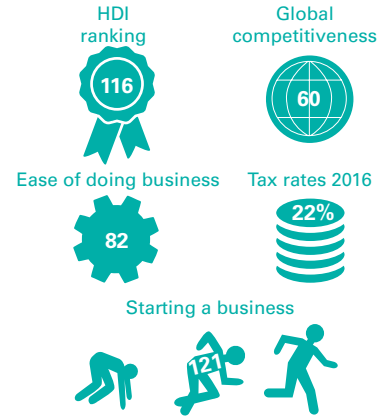 HDI
ranking
116
Global
competitiveness
60
Ease of doing business
82
Tax rates 2016
22%
Starting a business
121